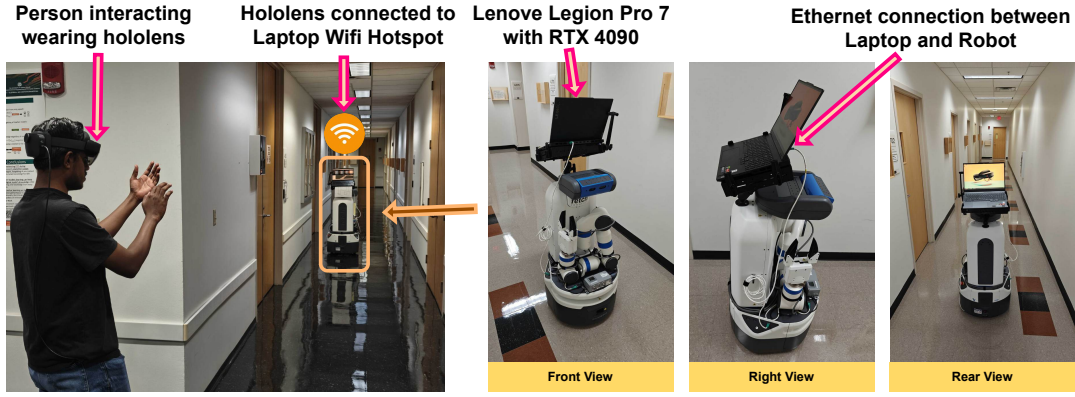 Person interacting
wearing hololens
Hololens connected to
Laptop Wifi Hotspot
Lenove Legion Pro 7
with RTX 4090
Ethernet connection between
Laptop and Robot
fetch
Front View
Right View
Rear View